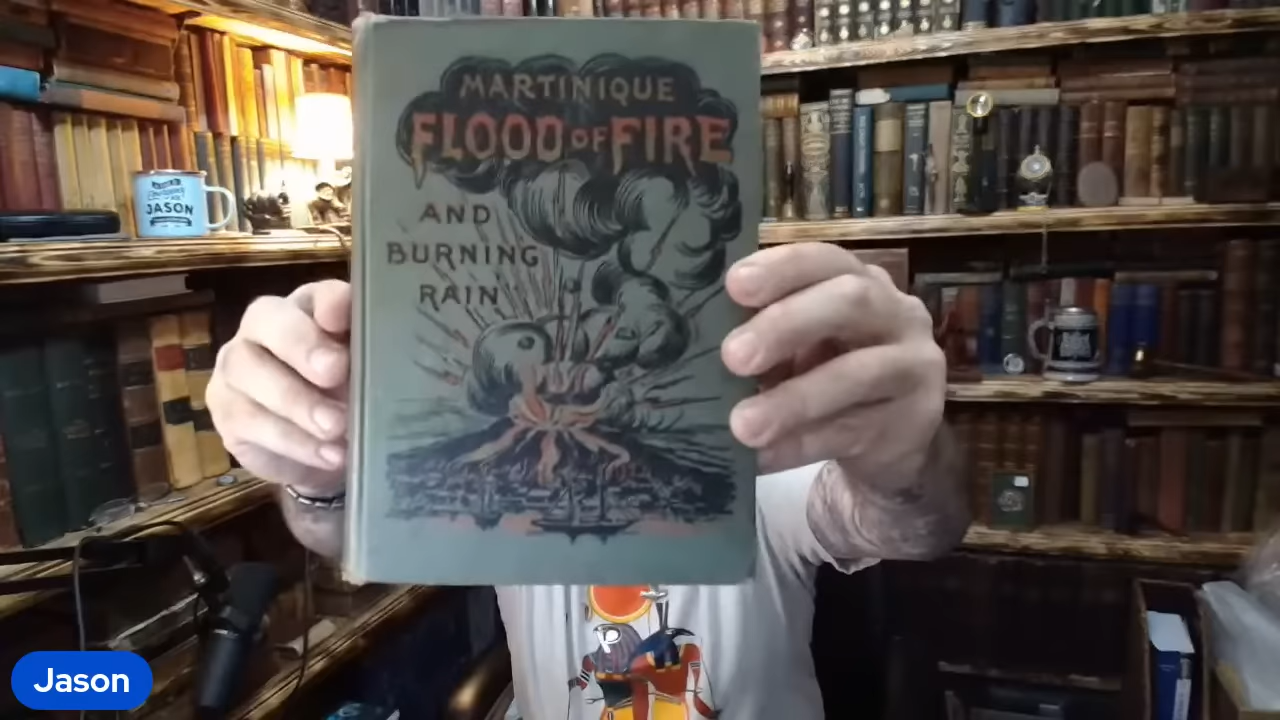 MARTINIQUE
FLOOD OF FIRE
AND
BURNING
RAIN
JASON
Jason